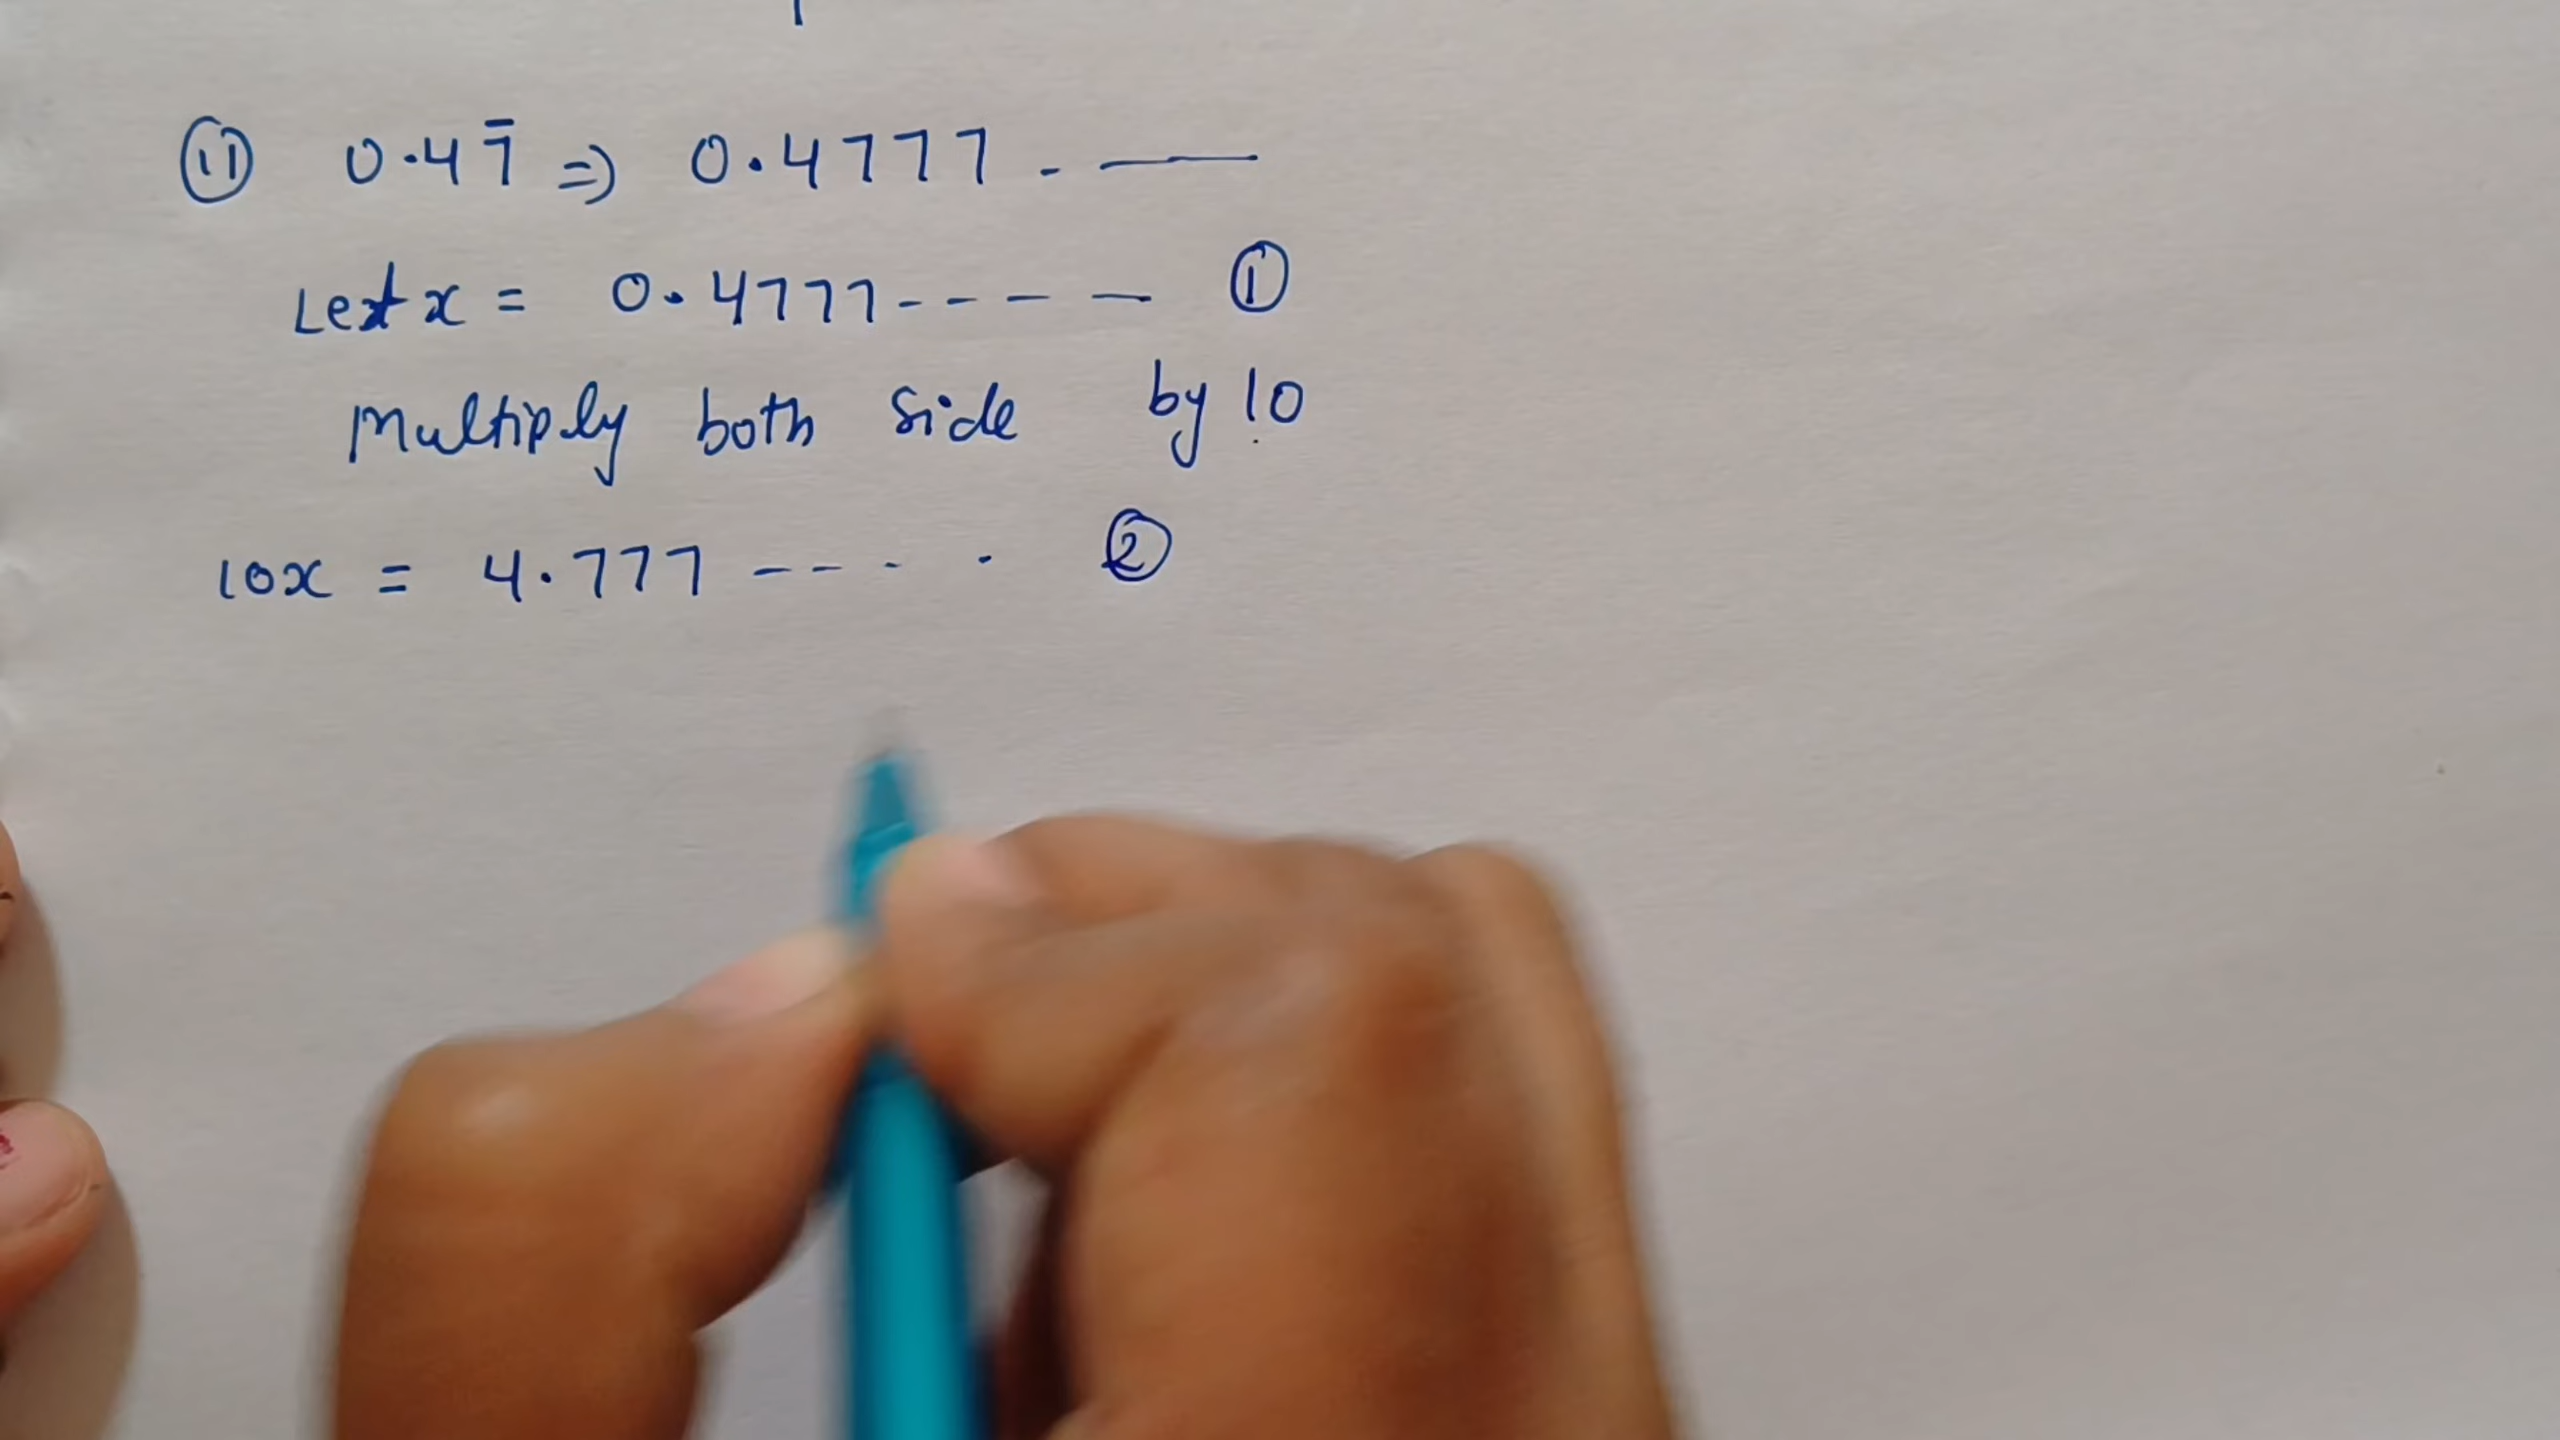 (ii) 0.47̄ ⇒ 0.4777 . —
Let x = 0.4777 - - - - ①
Multiply both side by 10
10x = 4.777 - - - . ②